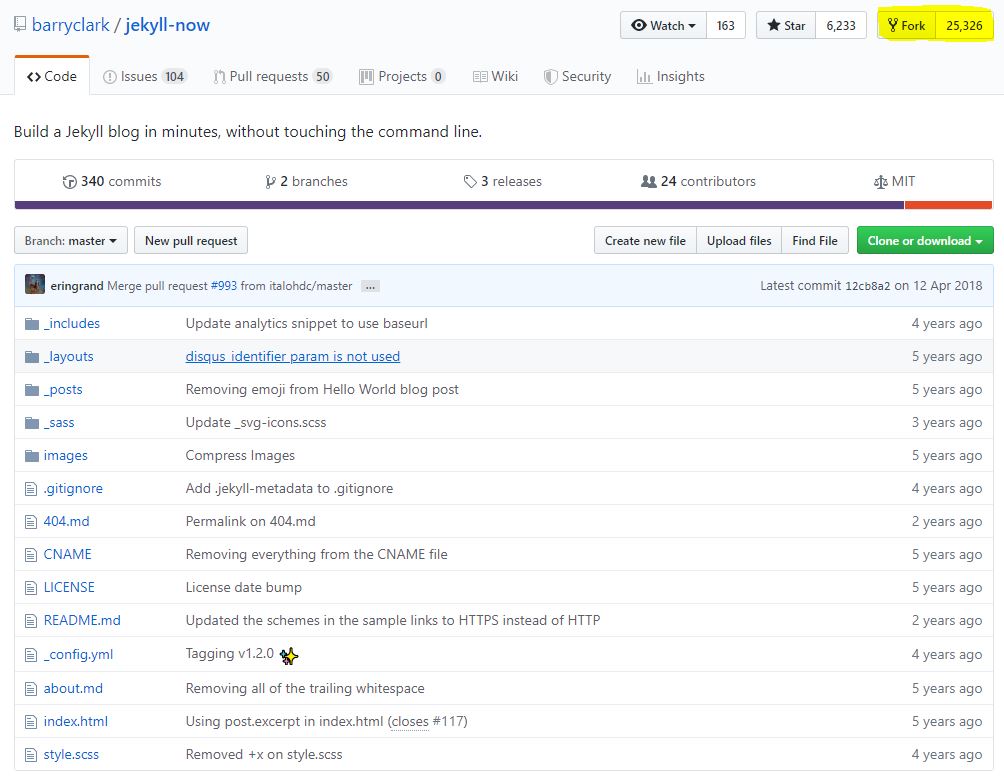 barryclark / jekyll-now Watch 163 Star 6,233 Fork 25,326
Code Issues 104 Pull requests 50 Projects 0 Wiki Security Insights
Build a Jekyll blog in minutes, without touching the command line.
340 commits 2 branches 3 releases 24 contributors MIT
Branch: master New pull request Create new file Upload files Find File Clone or download
eringrand Merge pull request #993 from italohdc/master ... Latest commit 12cb8a2 on 12 Apr 2018
_includes Update analytics snippet to use baseurl 4 years ago
_layouts disqus_identifier param is not used 5 years ago
_posts Removing emoji from Hello World blog post 5 years ago
_sass Update _svg-icons.scss 3 years ago
images Compress Images 5 years ago
.gitignore Add .jekyll-metadata to .gitignore 4 years ago
404.md Permalink on 404.md 2 years ago
CNAME Removing everything from the CNAME file 5 years ago
LICENSE License date bump 5 years ago
README.md Updated the schemes in the sample links to HTTPS instead of HTTP 2 years ago
_config.yml Tagging v1.2.0 ✨ 4 years ago
about.md Removing all of the trailing whitespace 5 years ago
index.html Using post.excerpt in index.html (closes #117) 5 years ago
style.scss Removed +x on style.scss 4 years ago